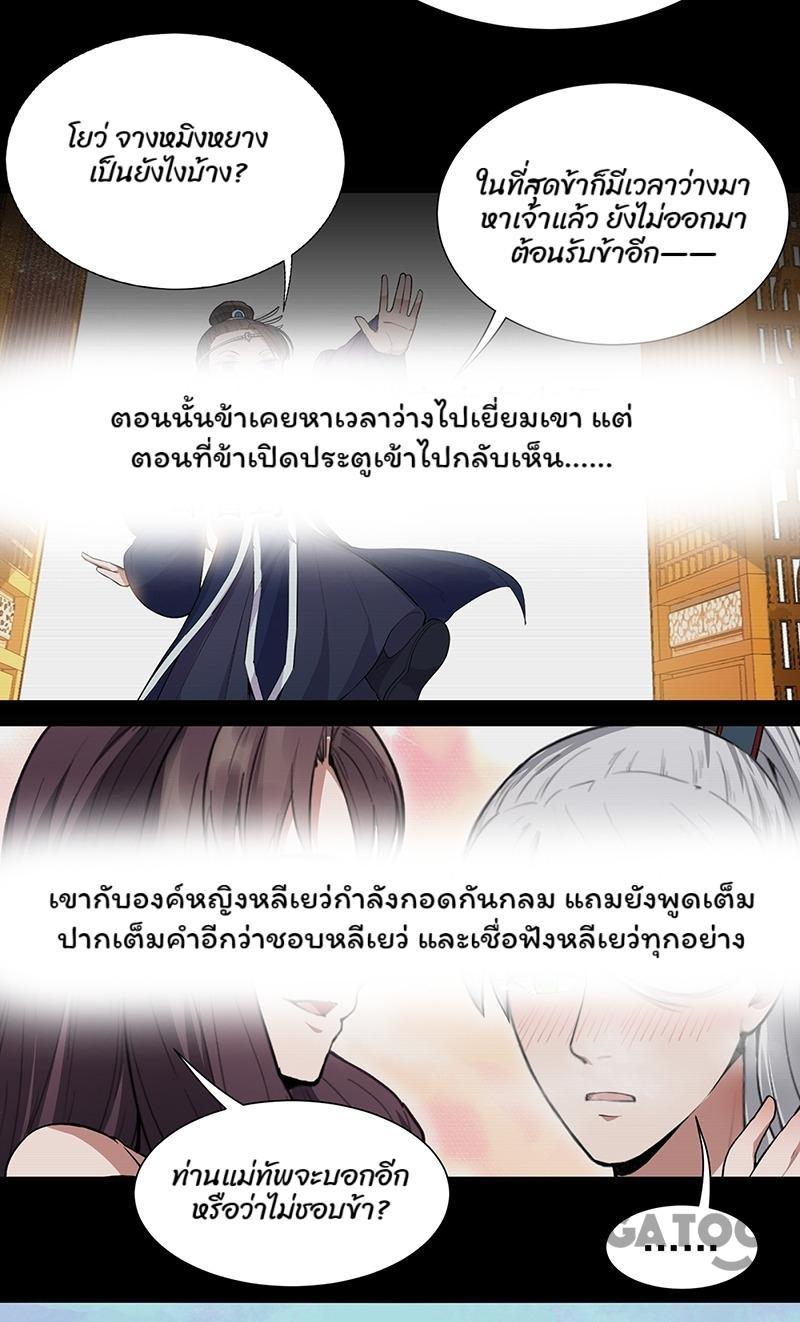 โยว่ จางหมิงหยาง
เป็นยังไงบ้าง?
ในที่สุดข้าก็มีเวลาว่างมา
หาเจ้าแล้ว ยังไม่ออกมา
ต้อนรับข้าอีก——
ตอนนั้นข้าเคยหาเวลาว่างไปเยี่ยมเขา แต่
ตอนที่ข้าเปิดประตูเข้าไปกลับเห็น......
เขากับองค์หญิงหลีเยว่กำลังกอดกันกลม แถมยังพูดเต็ม
ปากเต็มคำอีกว่าชอบหลีเยว่ และเชื่อฟังหลีเยว่ทุกอย่าง
ท่านแม่ทัพจะบอกอีก
หรือว่าไม่ชอบข้า?
......